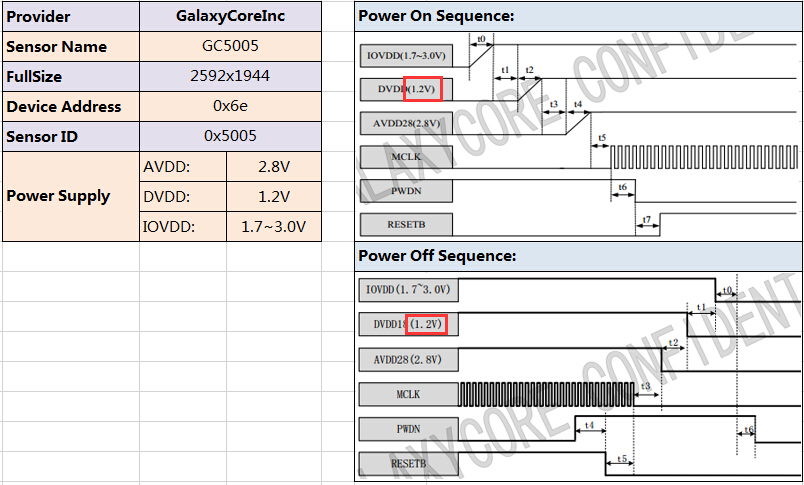 Provider GalaxyCoreInc
Sensor Name GC5005
FullSize 2592x1944
Device Address 0x6e
Sensor ID 0x5005
Power Supply
AVDD: 2.8V
DVDD: 1.2V
IOVDD: 1.7~3.0V
Power On Sequence:
IOVDD(1.7~3.0V)
t0
DVDD(1.2V)
t1 t2
AVDD28(2.8V)
t3 t4
MCLK
t5
PWDN
t6
RESETB
t7
GALAXYCORE CONFIDENT
Power Off Sequence:
IOVDD(1.7~3.0V)
t0
DVDD18(1.2V)
t1
AVDD28(2.8V)
t2
MCLK
t3
PWDN
t4 t6
RESETB
t5
GALAXYCORE CONFIDENT